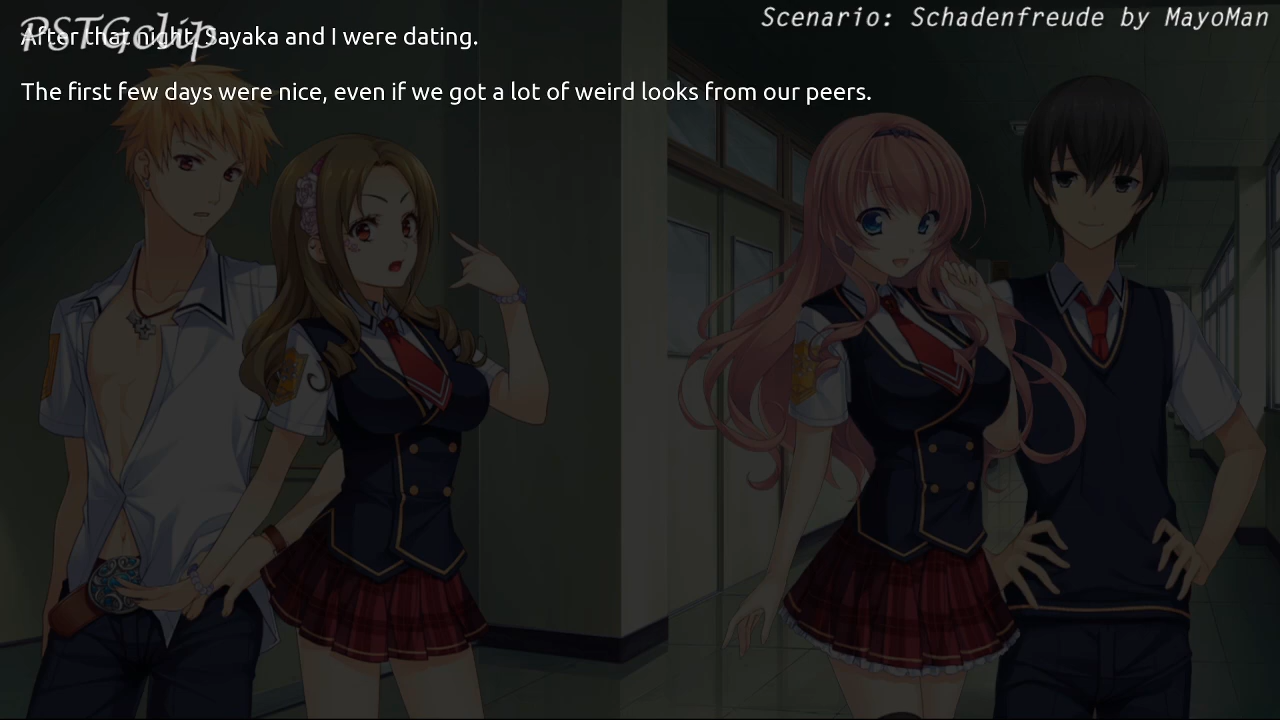 PSTGclip
Scenario: Schadenfreude by MayoMan
After that night, Sayaka and I were dating.
The first few days were nice, even if we got a lot of weird looks from our peers.